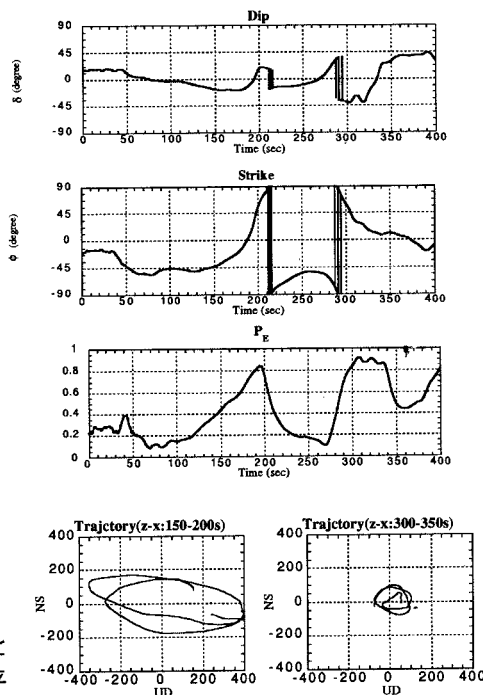 Dip
90
45
0
-45
-90
δ (degree)
0 50 100 150 200 250 300 350 400
Time (sec)
Strike
90
45
0
-45
-90
φ (degree)
0 50 100 150 200 250 300 350 400
Time (sec)
P_E
1
0.8
0.6
0.4
0.2
0
0 50 100 150 200 250 300 350 400
Time (sec)
Trajctory(z-x:150-200s)
400
200
0
-200
-400
NS
-400 -200 0 200 400
UD
Trajctory(z-x:300-350s)
400
200
0
-200
-400
NS
-400 -200 0 200 400
UD